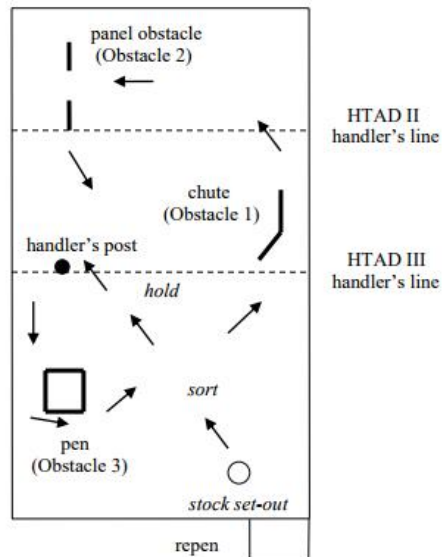 panel obstacle
(Obstacle 2)
HTAD II
handler's line
chute
(Obstacle 1)
handler's post
HTAD III
handler's line
hold
sort
pen
(Obstacle 3)
stock set-out
repen